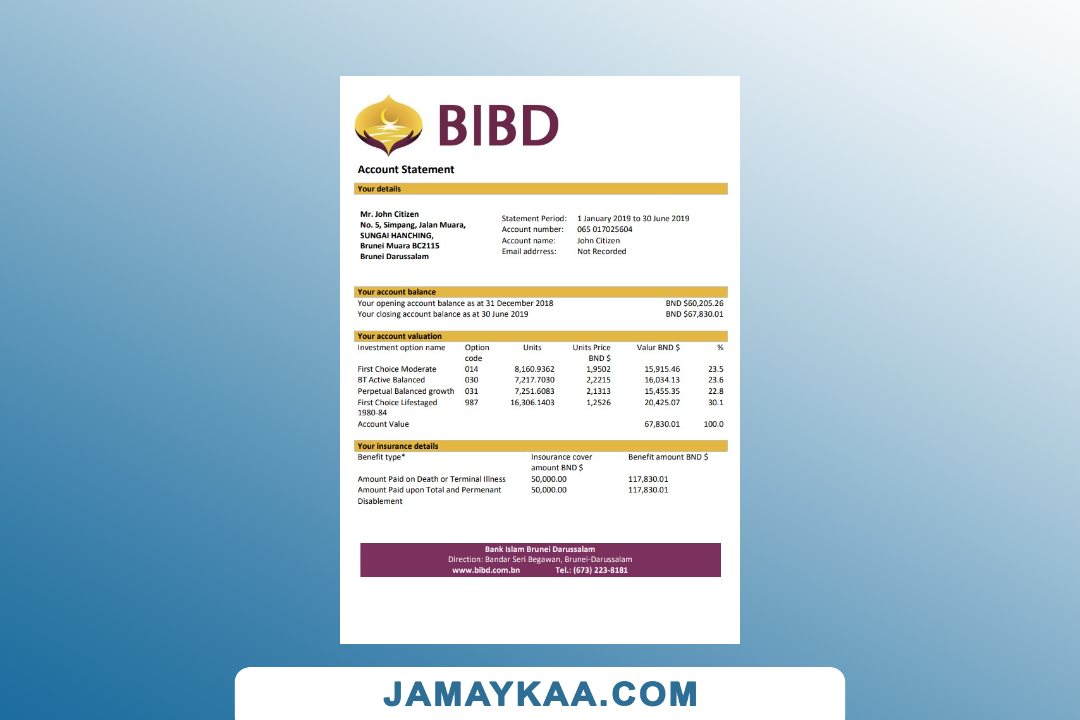 BIBD
Account Statement
Your details
Mr. John Citizen
No. 5, Simpang, Jalan Muara,
SUNGAI HANCHING,
Brunei Muara BC2115
Brunei Darussalam
Statement Period: 1 January 2019 to 30 June 2019
Account number: 065 017025604
Account name: John Citizen
Email addrress: Not Recorded
Your account balance
Your opening account balance as at 31 December 2018 BND $60,205.26
Your closing account balance as at 30 June 2019 BND $67,830.01
Your account valuation
Investment option name Option code Units Units Price BND $ Valur BND $ %
First Choice Moderate 014 8,160.9362 1,9502 15,915.46 23.5
BT Active Balanced 030 7,217.7030 2,2215 16,034.13 23.6
Perpetual Balanced growth 031 7,251.6083 2,1313 15,455.35 22.8
First Choice Lifestaged 987 16,306.1403 1,2526 20,425.07 30.1
1980-84
Account Value 67,830.01 100.0
Your insurance details
Benefit type* Inssourance cover amount BND $ Benefit amount BND $
Amount Paid on Death or Terminal Illness 50,000.00 117,830.01
Amount Paid upon Total and Permenant 50,000.00 117,830.01
Disablement
Bank Islam Brunei Darussalam
Direction: Bandar Seri Begawan, Brunei-Darussalam
www.bibd.com.bn Tel.: (673) 223-8181
JAMAYKAA.COM